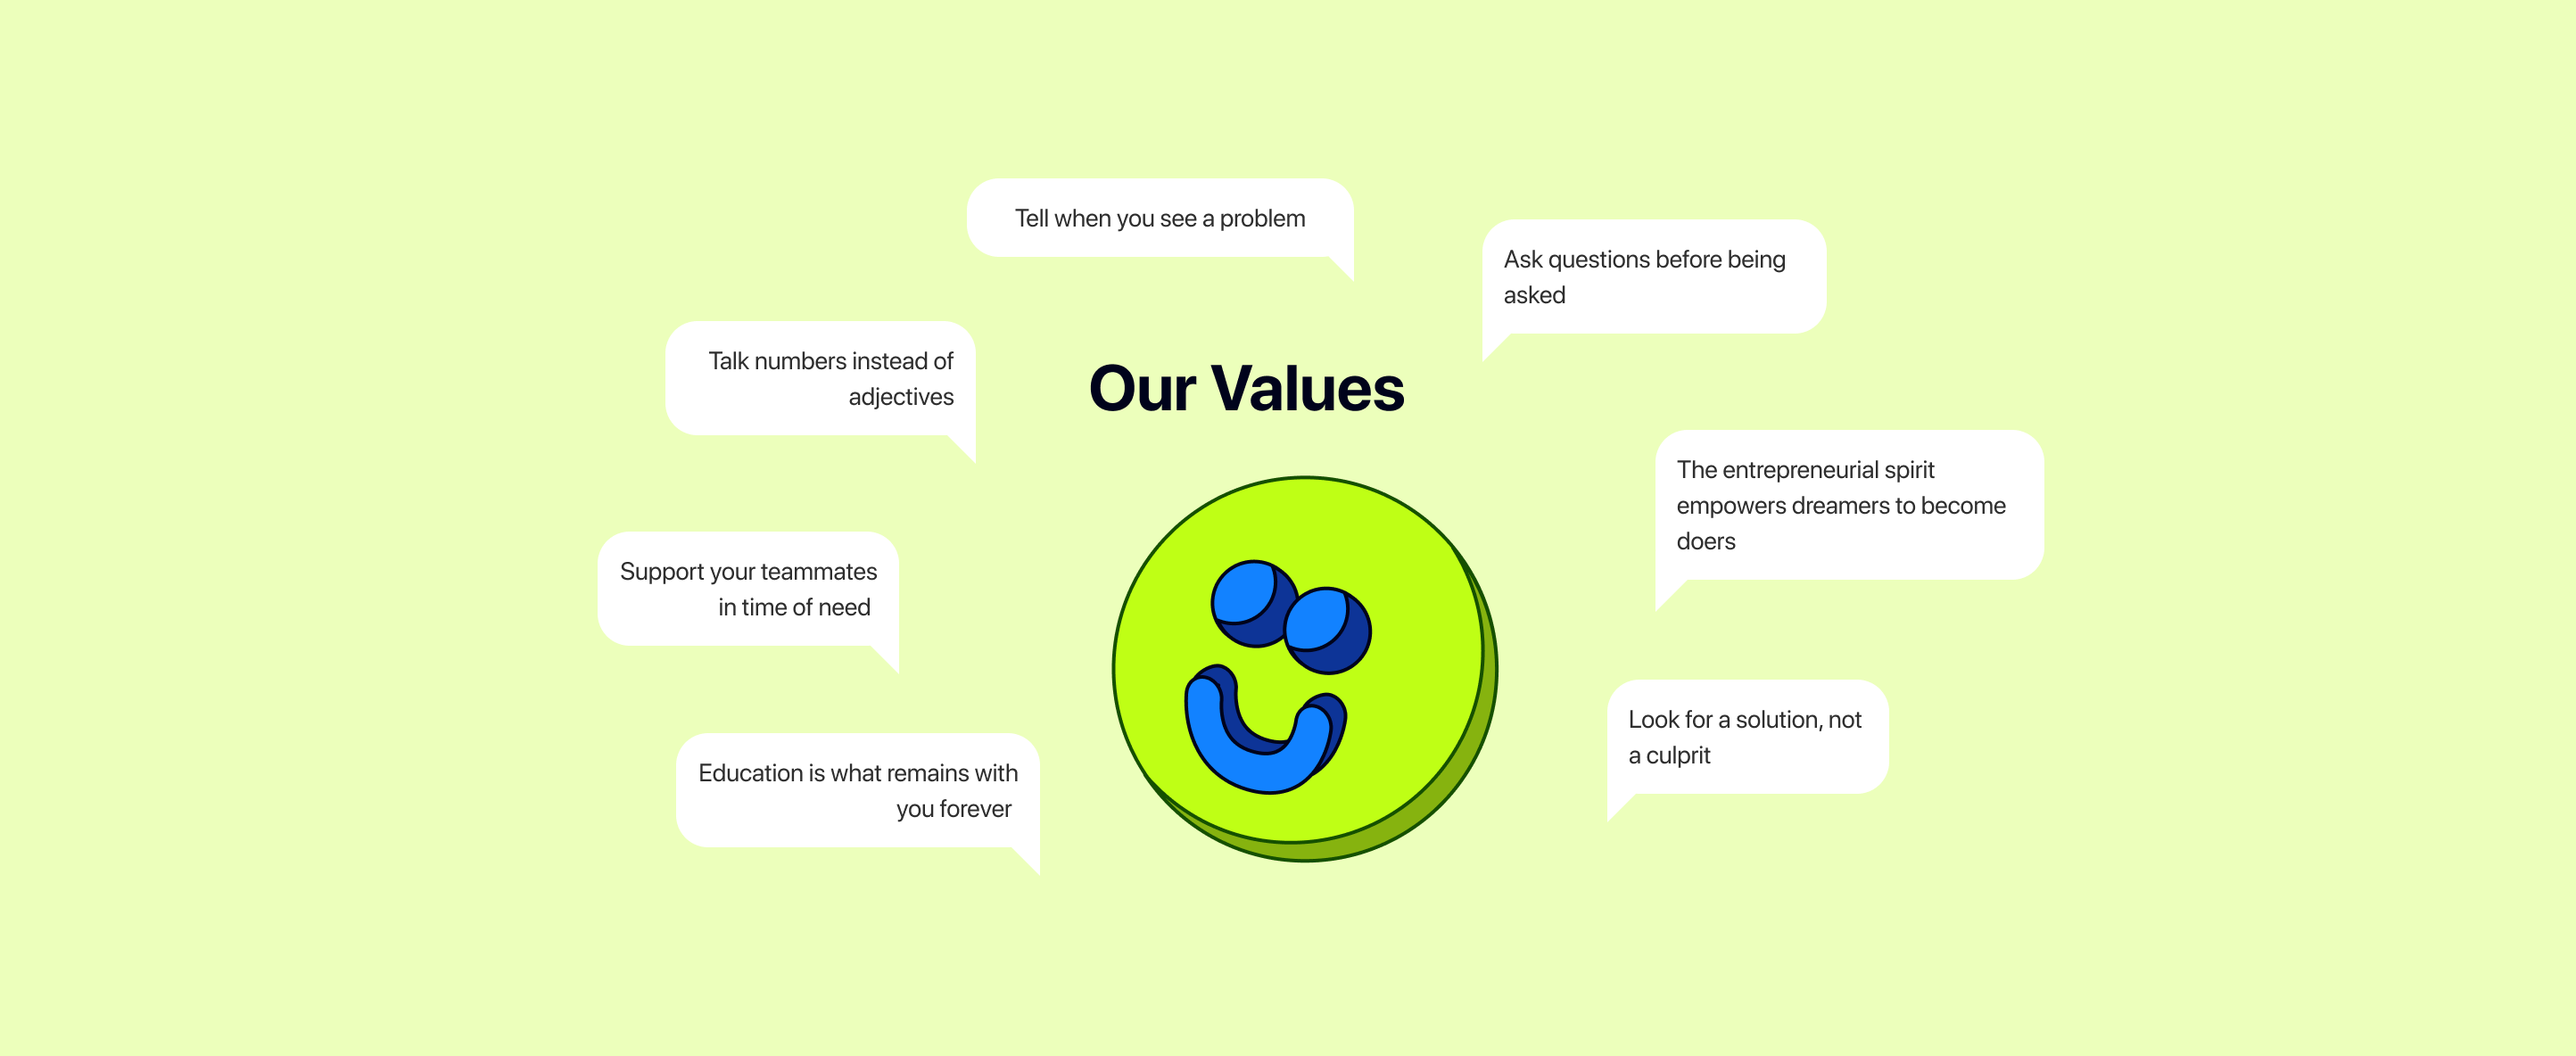 Tell when you see a problem
Ask questions before being
asked
Talk numbers instead of
adjectives
Our Values
The entrepreneurial spirit
empowers dreamers to become
doers
Support your teammates
in time of need
Look for a solution, not
a culprit
Education is what remains with
you forever